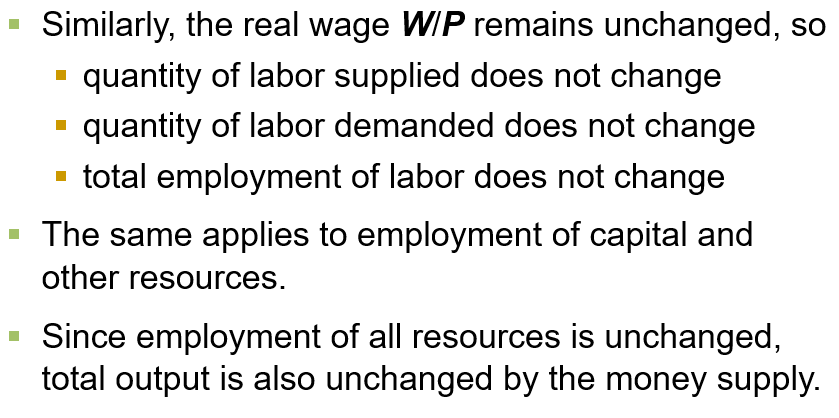 Similarly, the real wage W/P remains unchanged, so
quantity of labor supplied does not change
quantity of labor demanded does not change
total employment of labor does not change
The same applies to employment of capital and
other resources.
Since employment of all resources is unchanged,
total output is also unchanged by the money supply.